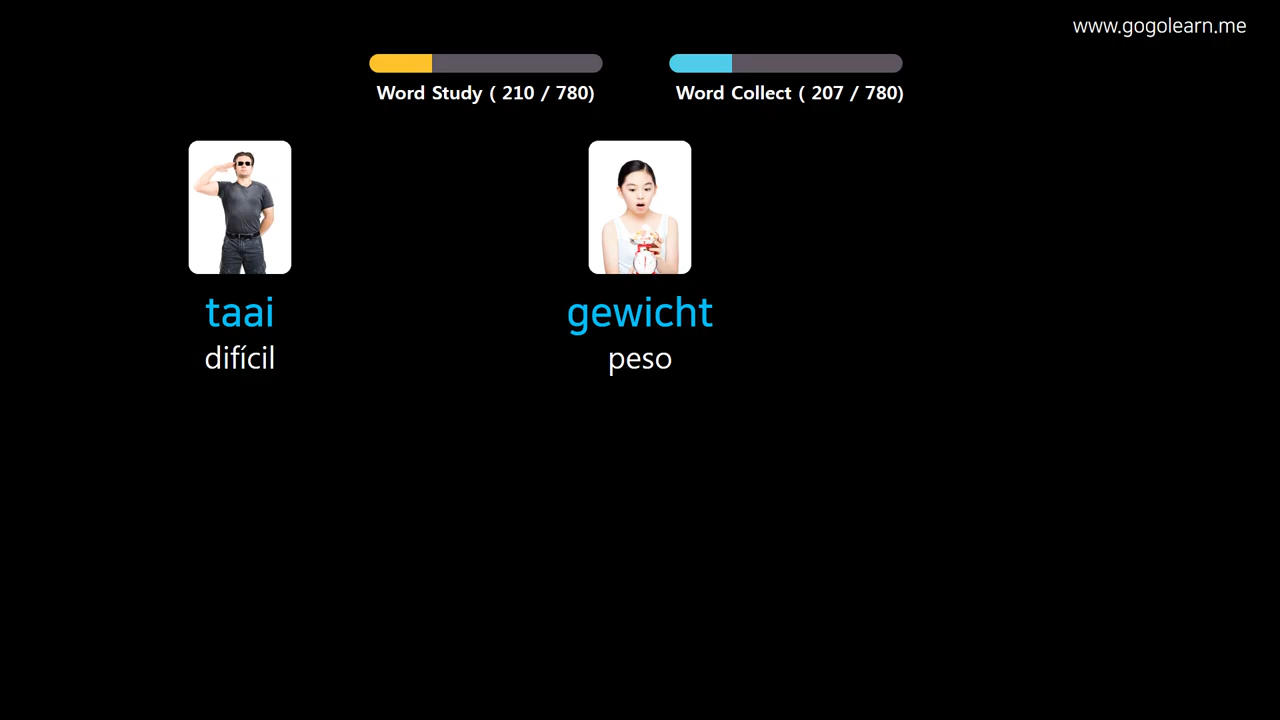 www.gogolearn.me
Word Study ( 210 / 780)
Word Collect ( 207 / 780)
taai
difícil
gewicht
peso